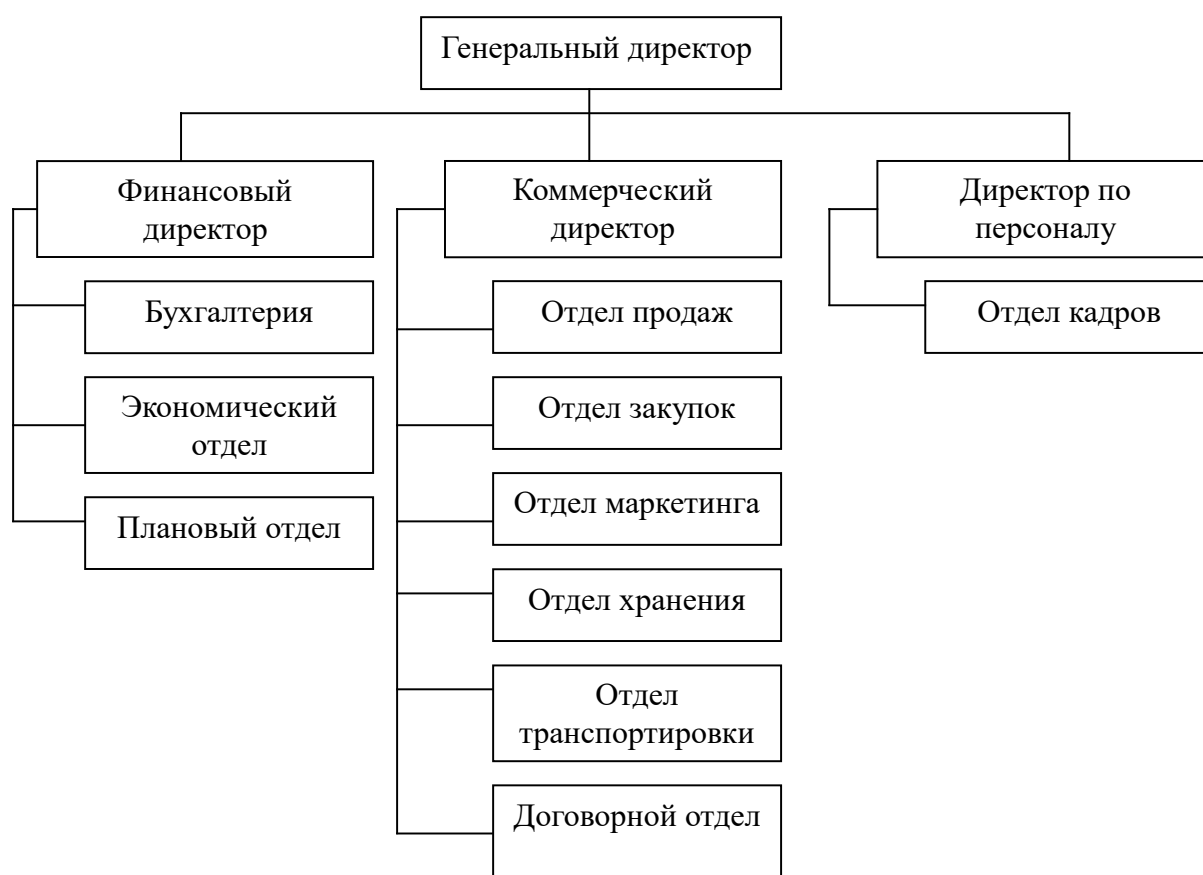 Генеральный директор
Финансовый
директор
Бухгалтерия
Экономический
отдел
Плановый отдел
Коммерческий
директор
Отдел продаж
Отдел закупок
Отдел маркетинга
Отдел хранения
Отдел
транспортировки
Договорной отдел
Директор по
персоналу
Отдел кадров